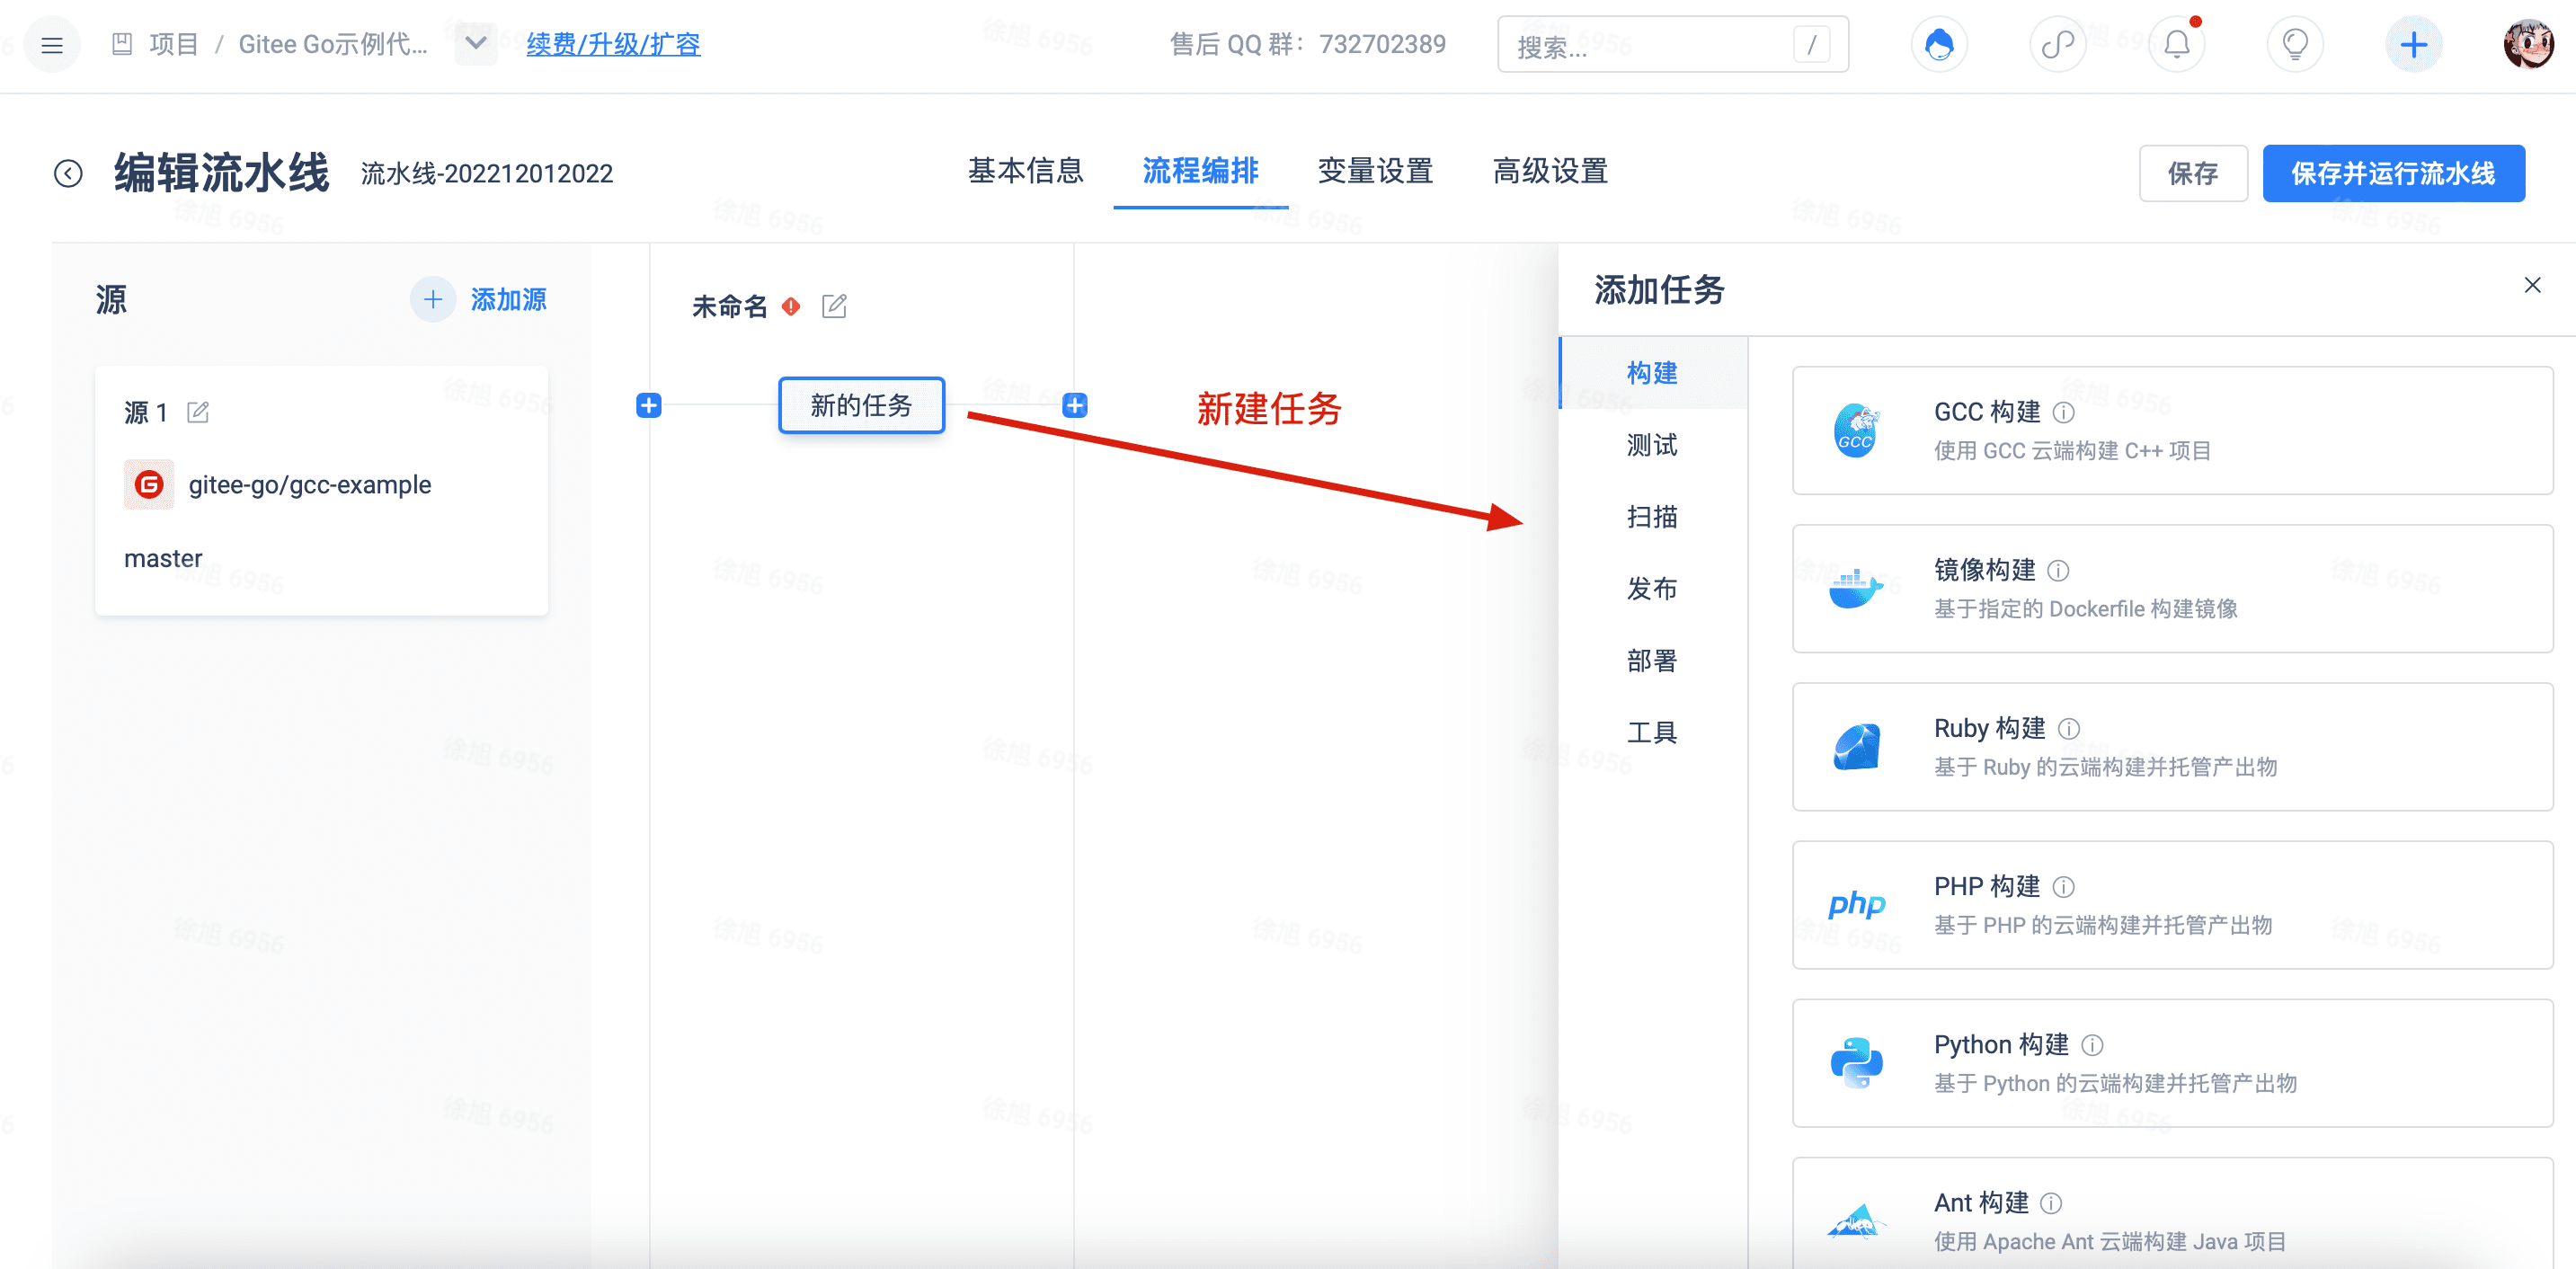 项目 / Gitee Go示例代...
续费/升级/扩容
售后 QQ 群：732702389
搜索... /
编辑流水线 流水线-202212012022
基本信息 流程编排 变量设置 高级设置
保存 保存并运行流水线
源
+ 添加源
源 1
gitee-go/gcc-example
master
未命名
新的任务
新建任务
添加任务
构建
测试
扫描
发布
部署
工具
GCC
GCC 构建
使用 GCC 云端构建 C++ 项目
镜像构建
基于指定的 Dockerfile 构建镜像
Ruby 构建
基于 Ruby 的云端构建并托管产出物
php
PHP 构建
基于 PHP 的云端构建并托管产出物
Python 构建
基于 Python 的云端构建并托管产出物
Ant 构建
使用 Apache Ant 云端构建 Java 项目
徐旭 6956